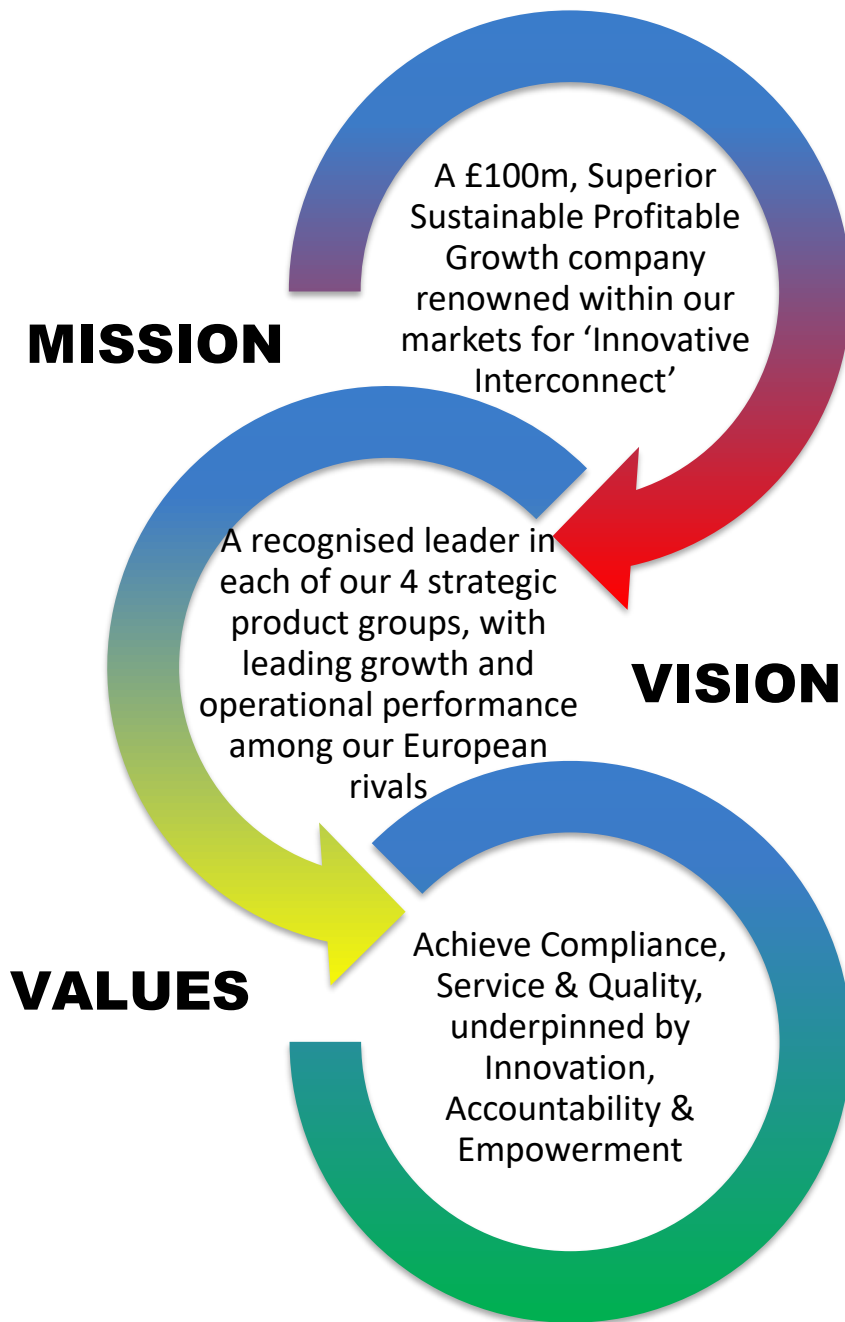 MISSION
A £100m, Superior
Sustainable Profitable
Growth company
renowned within our
markets for ‘Innovative
Interconnect’
VISION
A recognised leader in
each of our 4 strategic
product groups, with
leading growth and
operational performance
among our European
rivals
VALUES
Achieve Compliance,
Service & Quality,
underpinned by
Innovation,
Accountability &
Empowerment